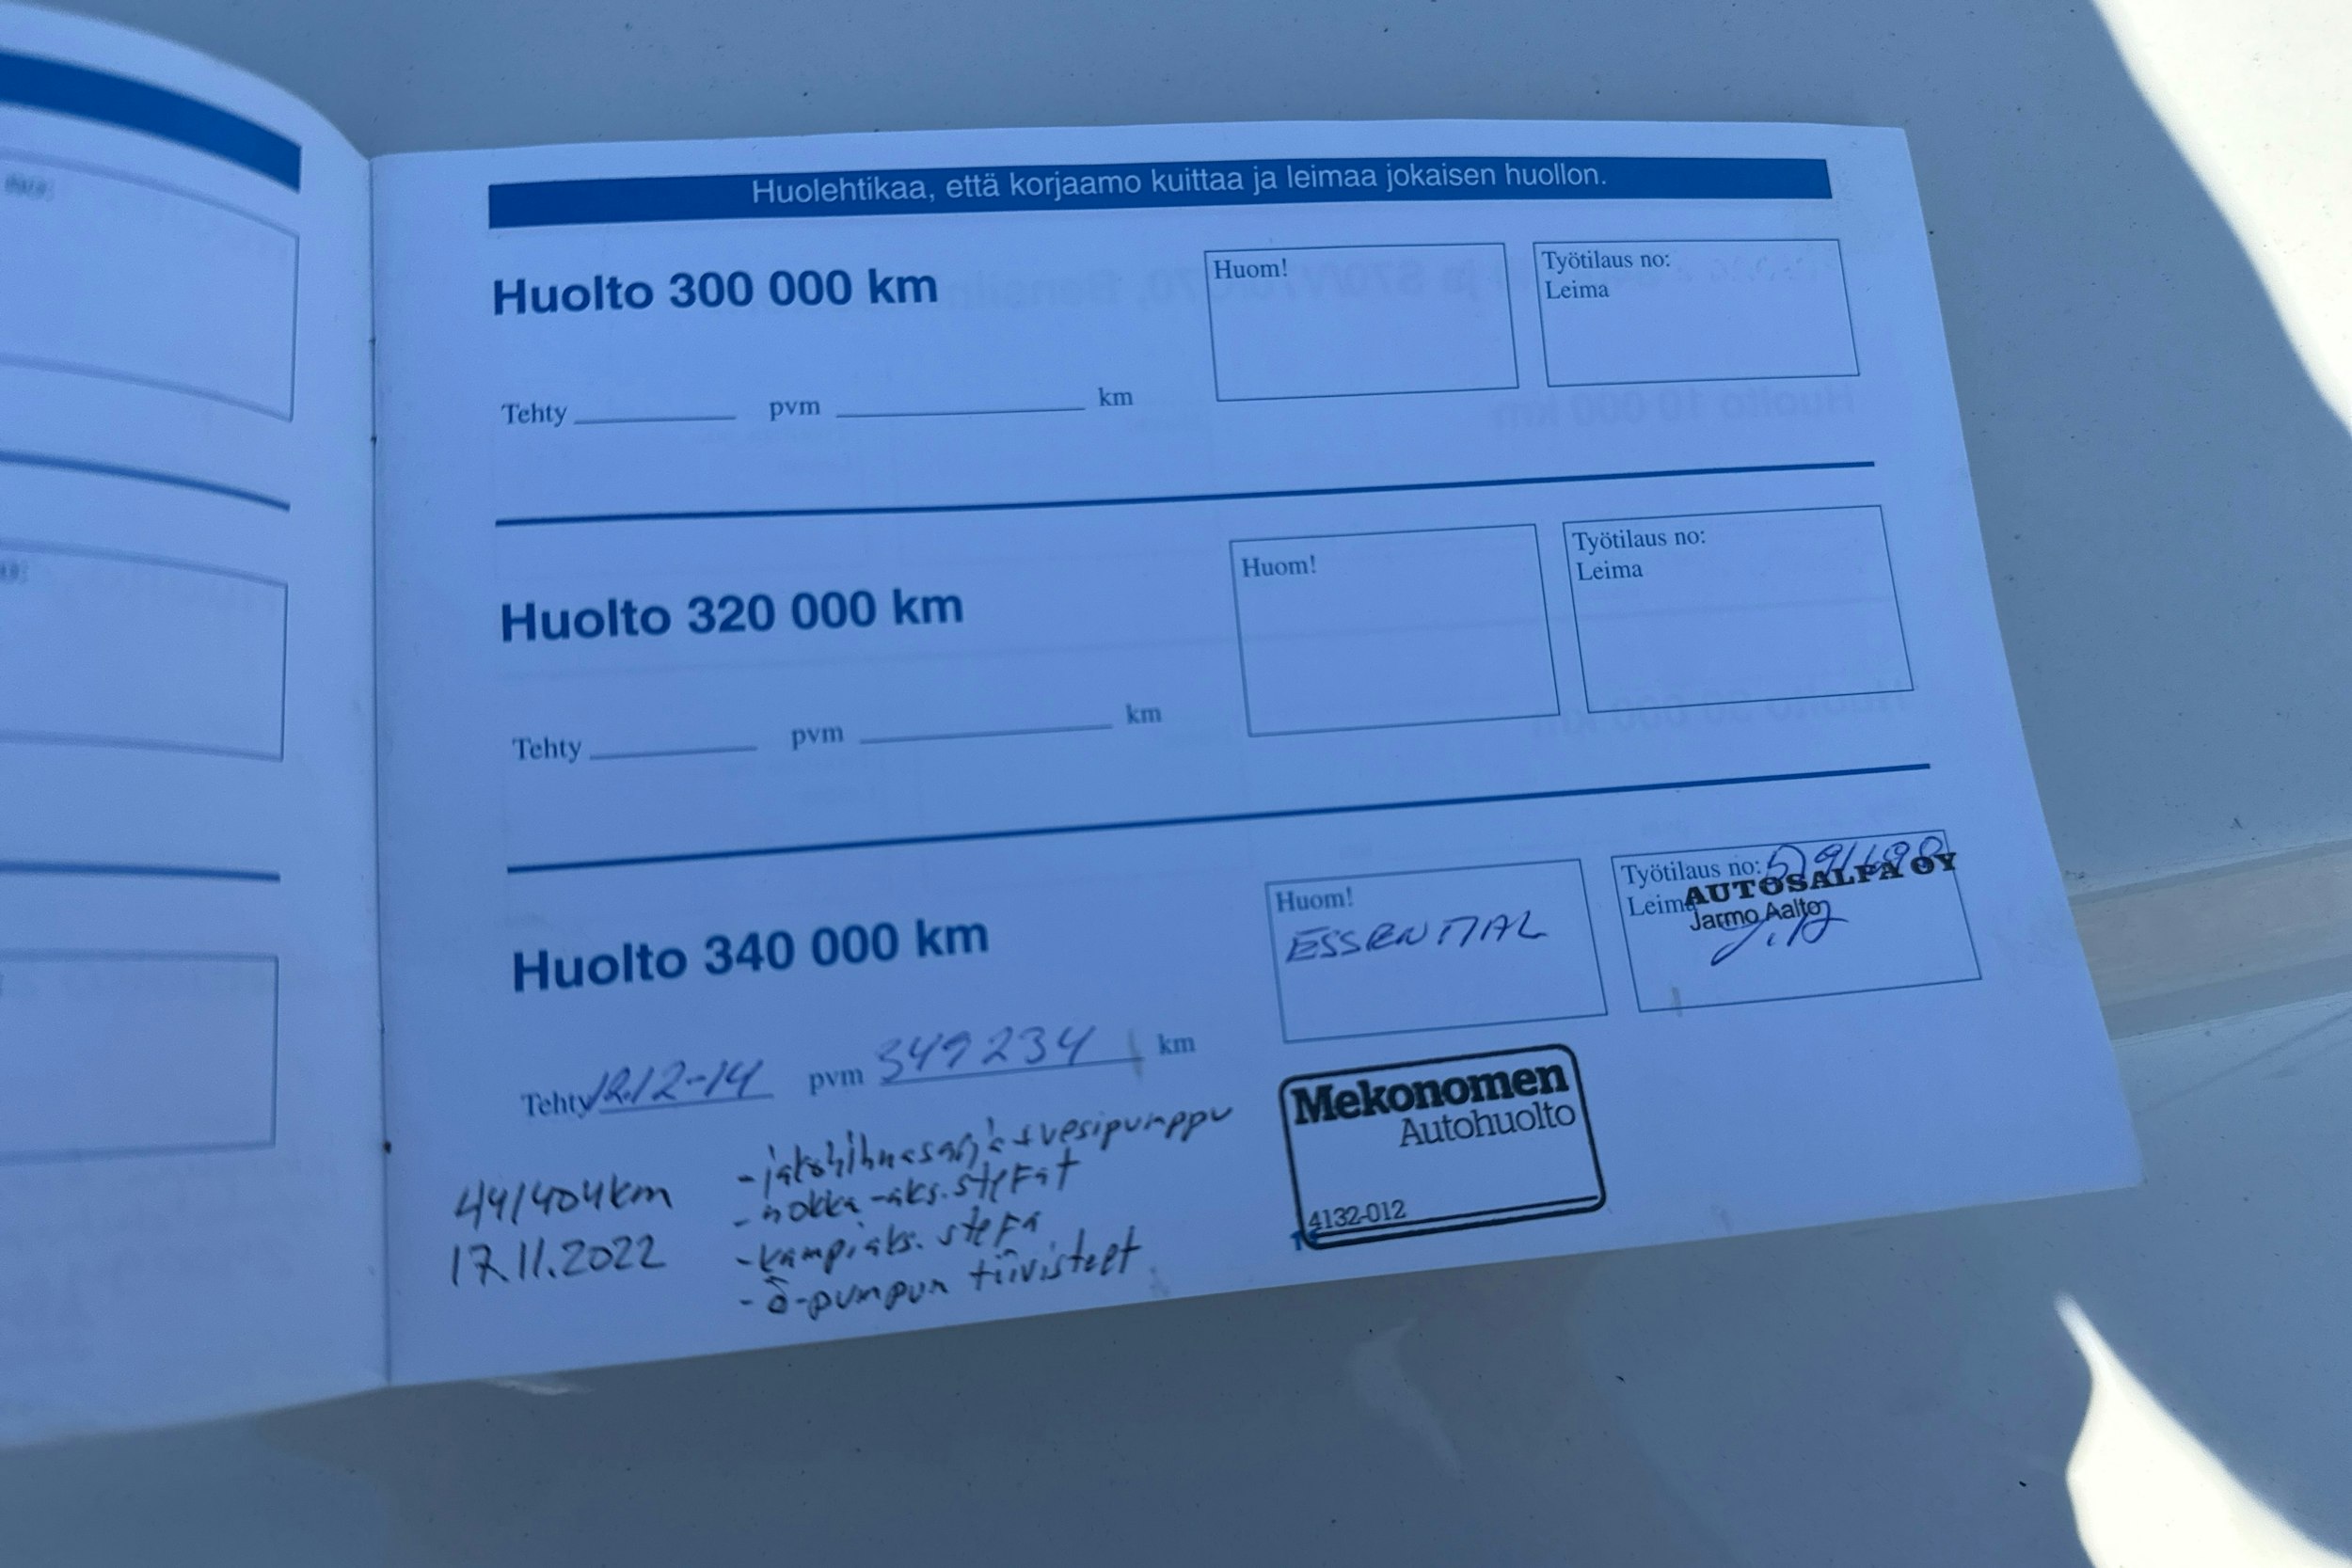 Huolehtikaa, että korjaamo kuittaa ja leimaa jokaisen huollon.
Huolto 300 000 km
Huom!
Työtilaus no:
Leima
Tehty pvm km
Huolto 320 000 km
Huom!
Työtilaus no:
Leima
Tehty pvm km
Huolto 340 000 km
Huom!
ESSENTIAL
Työtilaus no:
Leima
AUTOSALPA OY
Jarmo Aalto
Tehty 12.12-14 pvm 349234 km
441404km
17.11.2022
- jakohihnasarja + vesipumppu
- nokka-aks. stefat
- kampiaks. stefa
- ö-pumpun tiivisteet
Mekonomen
Autohuolto
4132-012